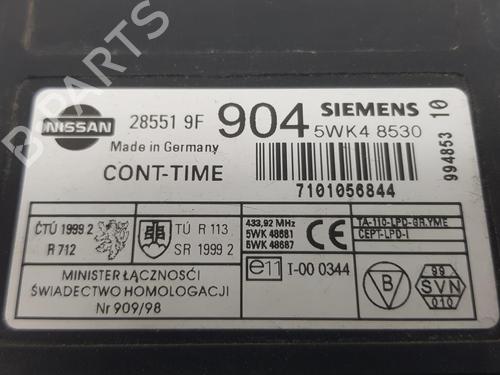 B-PARTS
NISSAN
28551 9F 904
SIEMENS
5WK4 8530
Made in Germany
CONT-TIME
7101056844
994853 10
ČTÚ 1999 2
R 712
TÚ R 113
SR 1999 2
433,92 MHz
5WK 48681
5WK 48687
CE
TA-110-LPD-GR.YME
CEPT-LPD-I
MINISTER ŁĄCZNOŚCI
ŚWIADECTWO HOMOLOGACJI
Nr 909/98
e11 I-00 0344
B
99
SVN
010